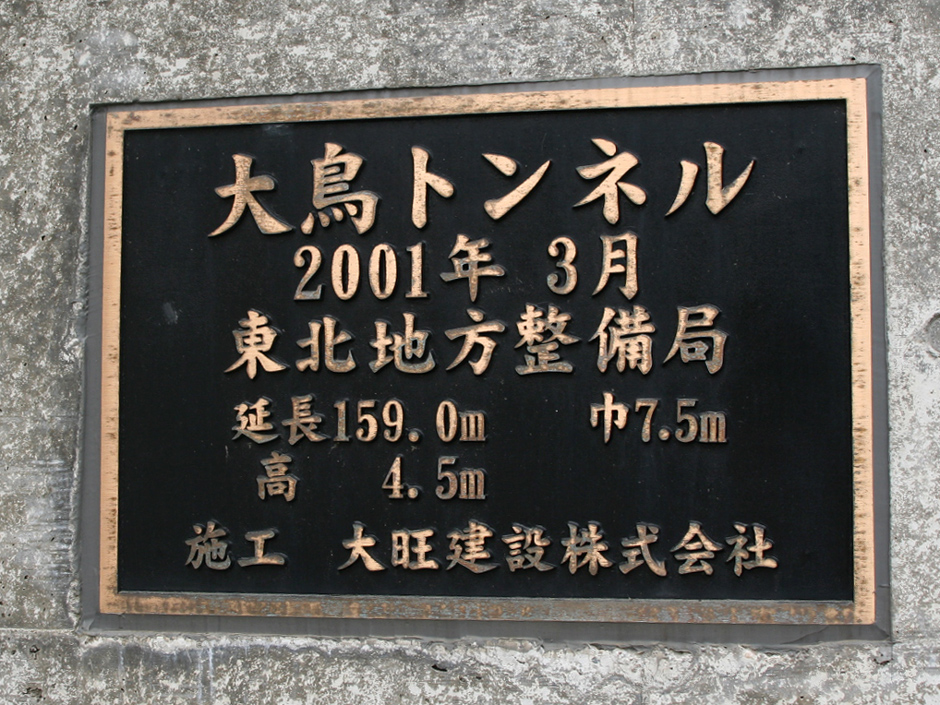 大鳥トンネル
2001年 3月
東北地方整備局
延長159.0m 巾7.5m
高 4.5m
施工 大旺建設株式会社